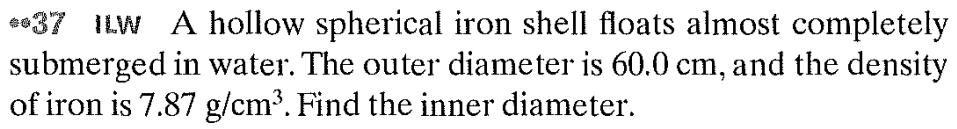 ••37 ILW A hollow spherical iron shell floats almost completely
submerged in water. The outer diameter is 60.0 cm, and the density
of iron is 7.87 g/cm³. Find the inner diameter.